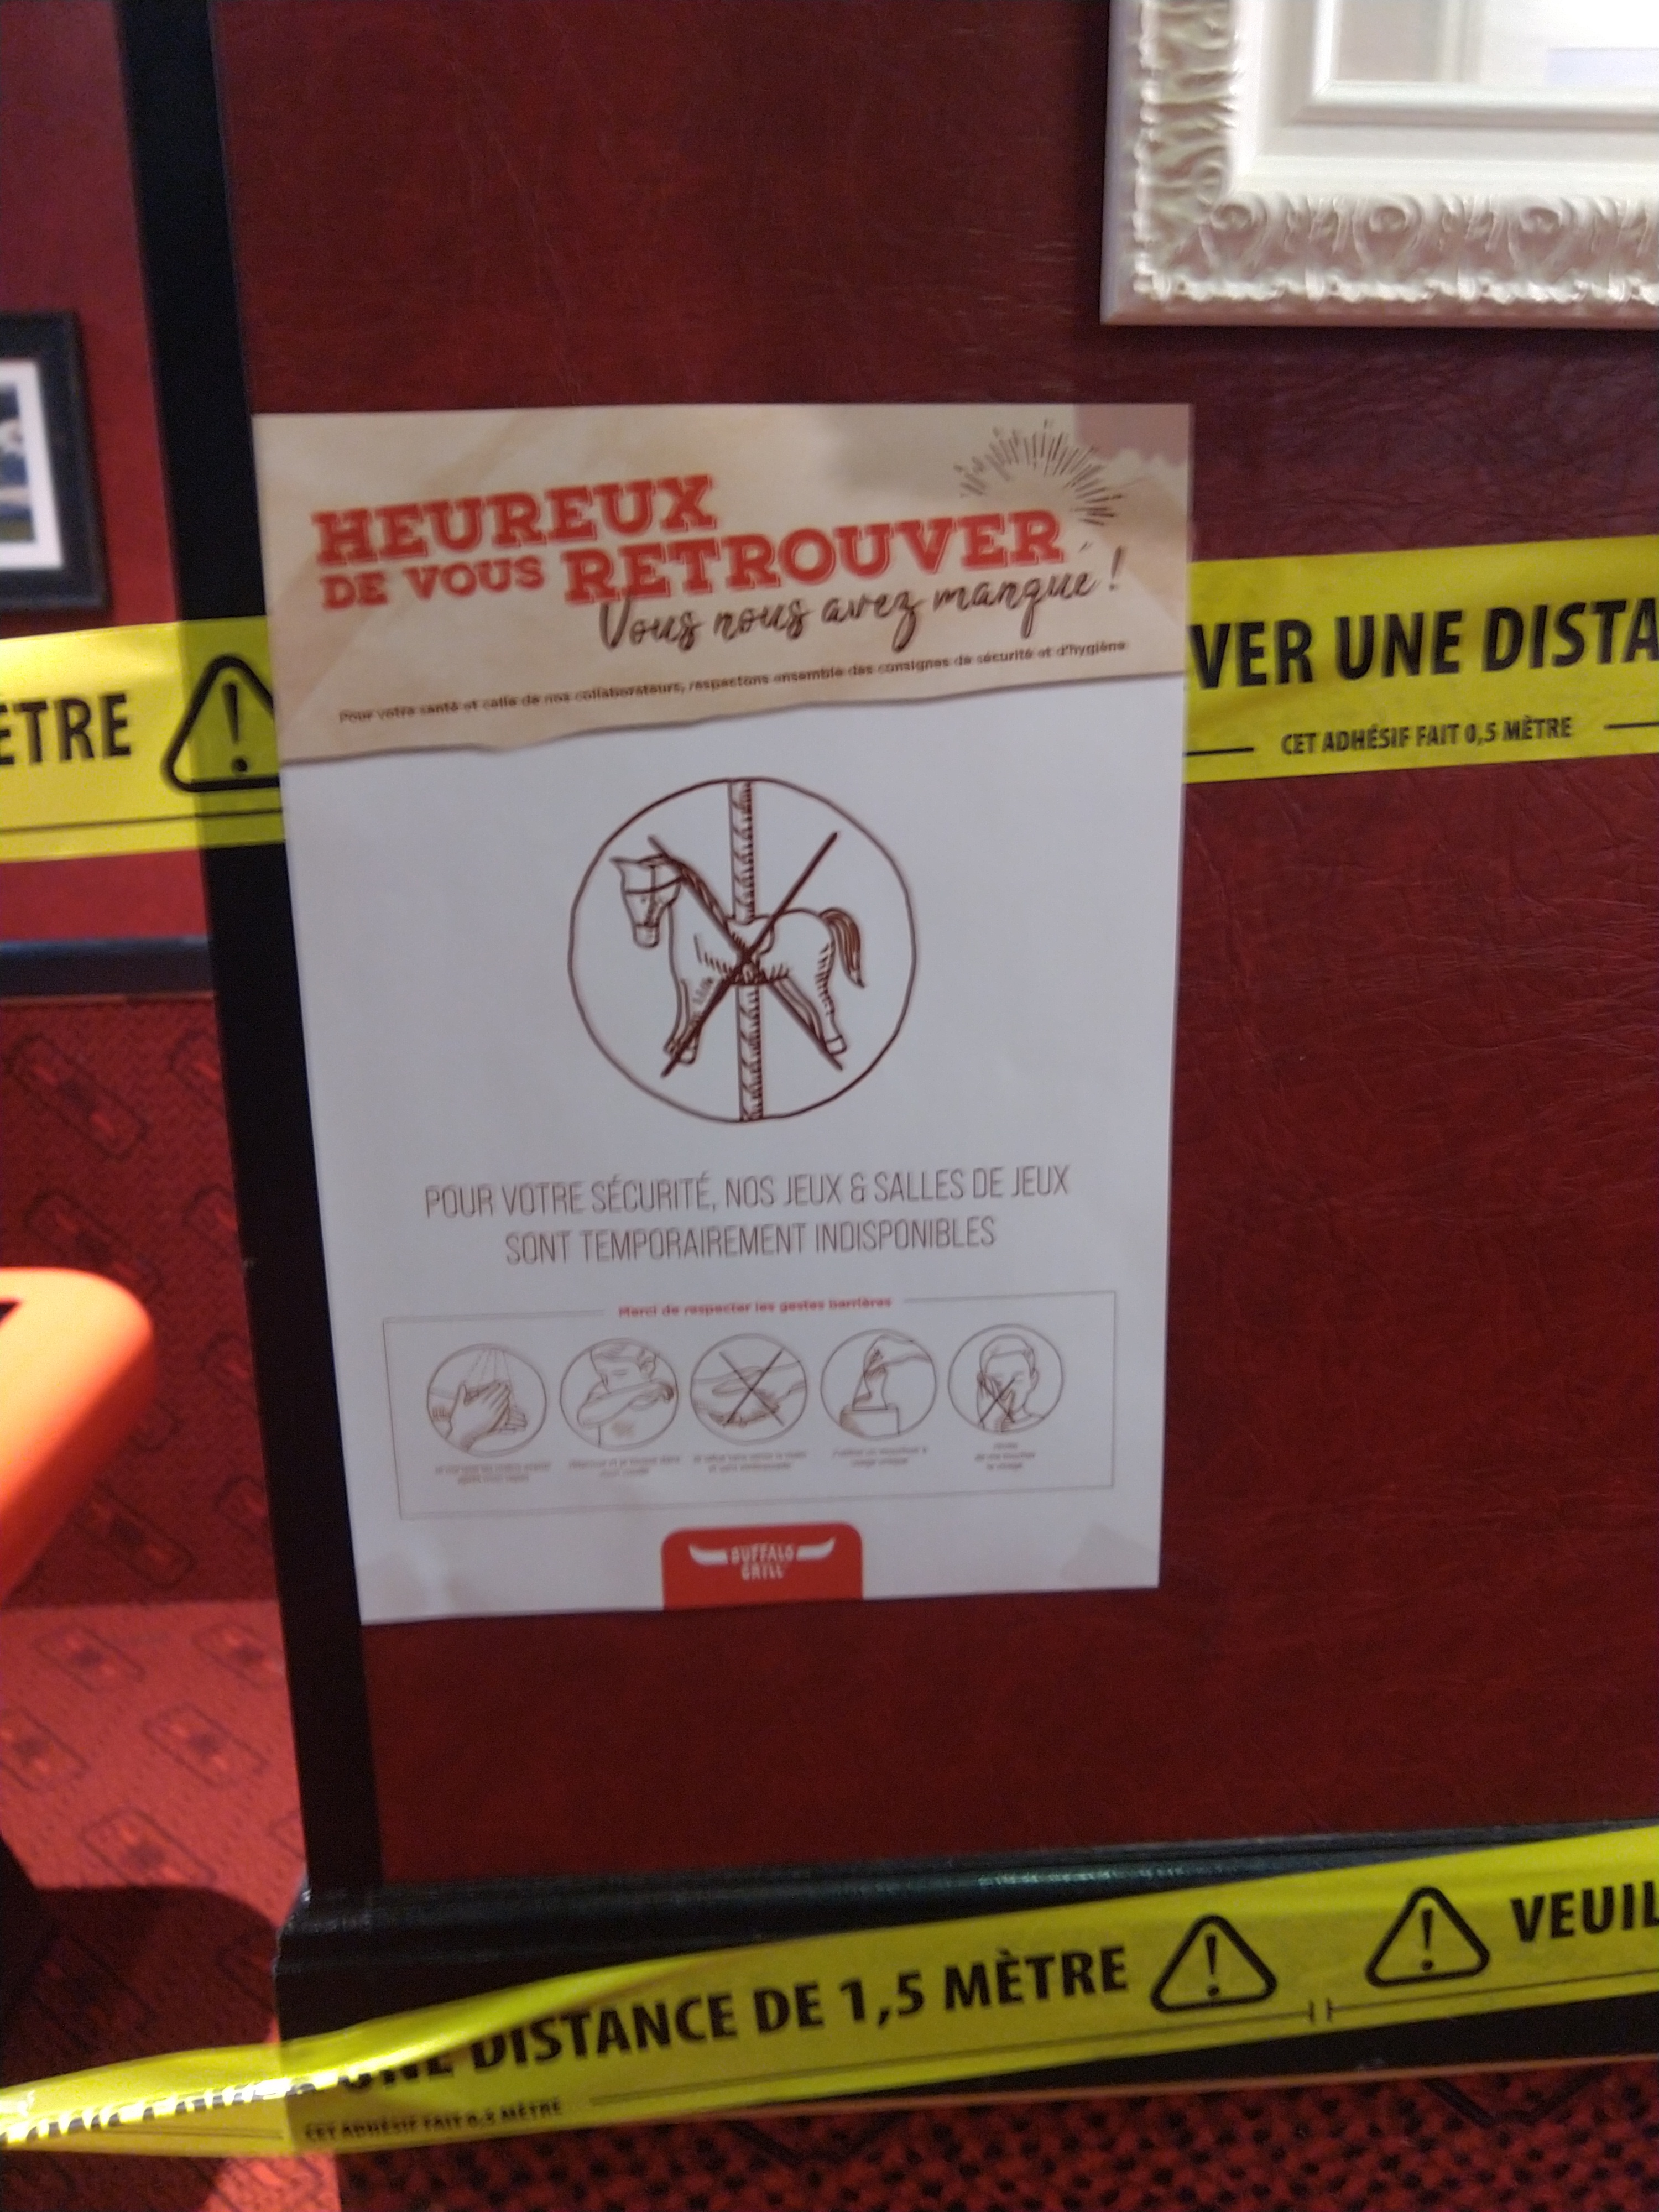 HEUREUX
DE VOUS RETROUVER
Vous nous avez manqué !
Pour votre santé et celle de nos collaborateurs, respectons ensemble des consignes de sécurité et d'hygiène
ÈTRE
VER UNE DISTA
CET ADHÉSIF FAIT 0,5 MÈTRE
POUR VOTRE SÉCURITÉ, NOS JEUX & SALLES DE JEUX
SONT TEMPORAIREMENT INDISPONIBLES
Merci de respecter les gestes barrières
BUFFALO
GRILL
UNE DISTANCE DE 1,5 MÈTRE
VEUIL
CET ADHÉSIF FAIT 0,5 MÈTRE